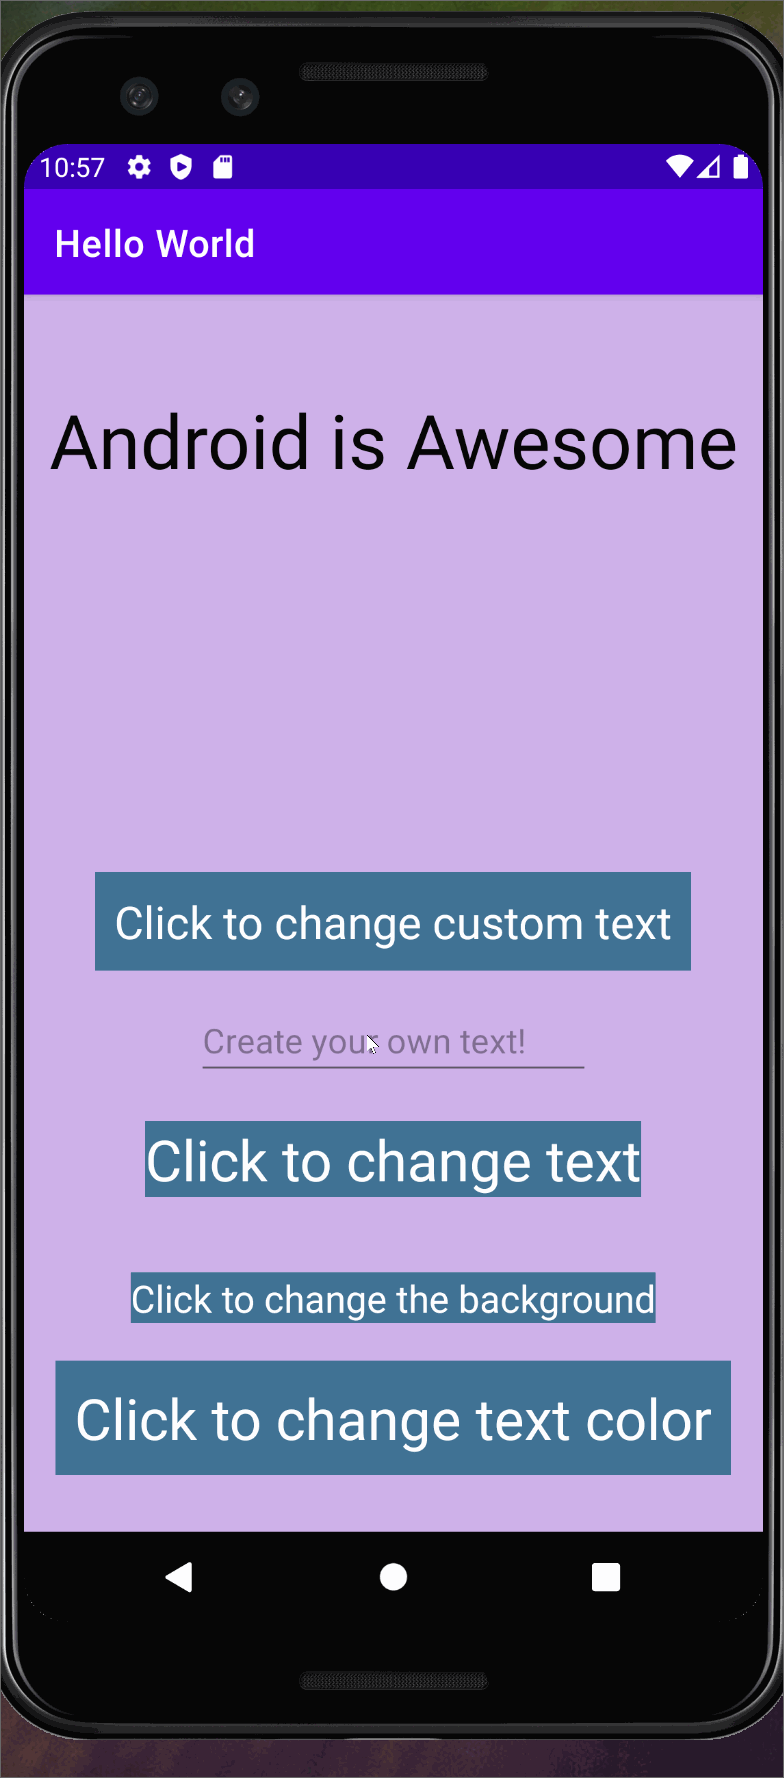 10:57
Hello World
Android is Awesome
Click to change custom text
Create your own text!
Click to change text
Click to change the background
Click to change text color